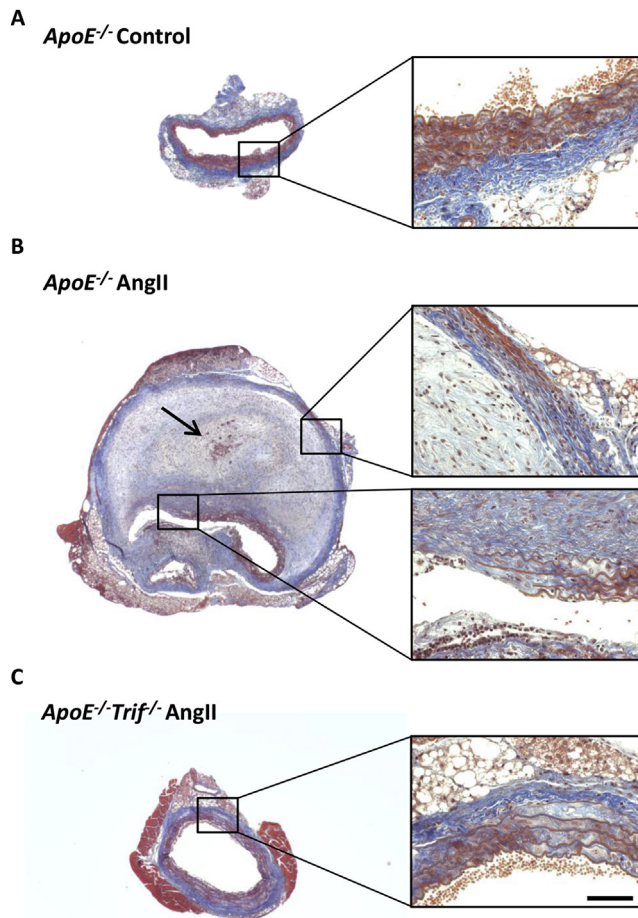 A
ApoE-/- Control
B
ApoE-/- AngII
C
ApoE-/-Trif-/- AngII